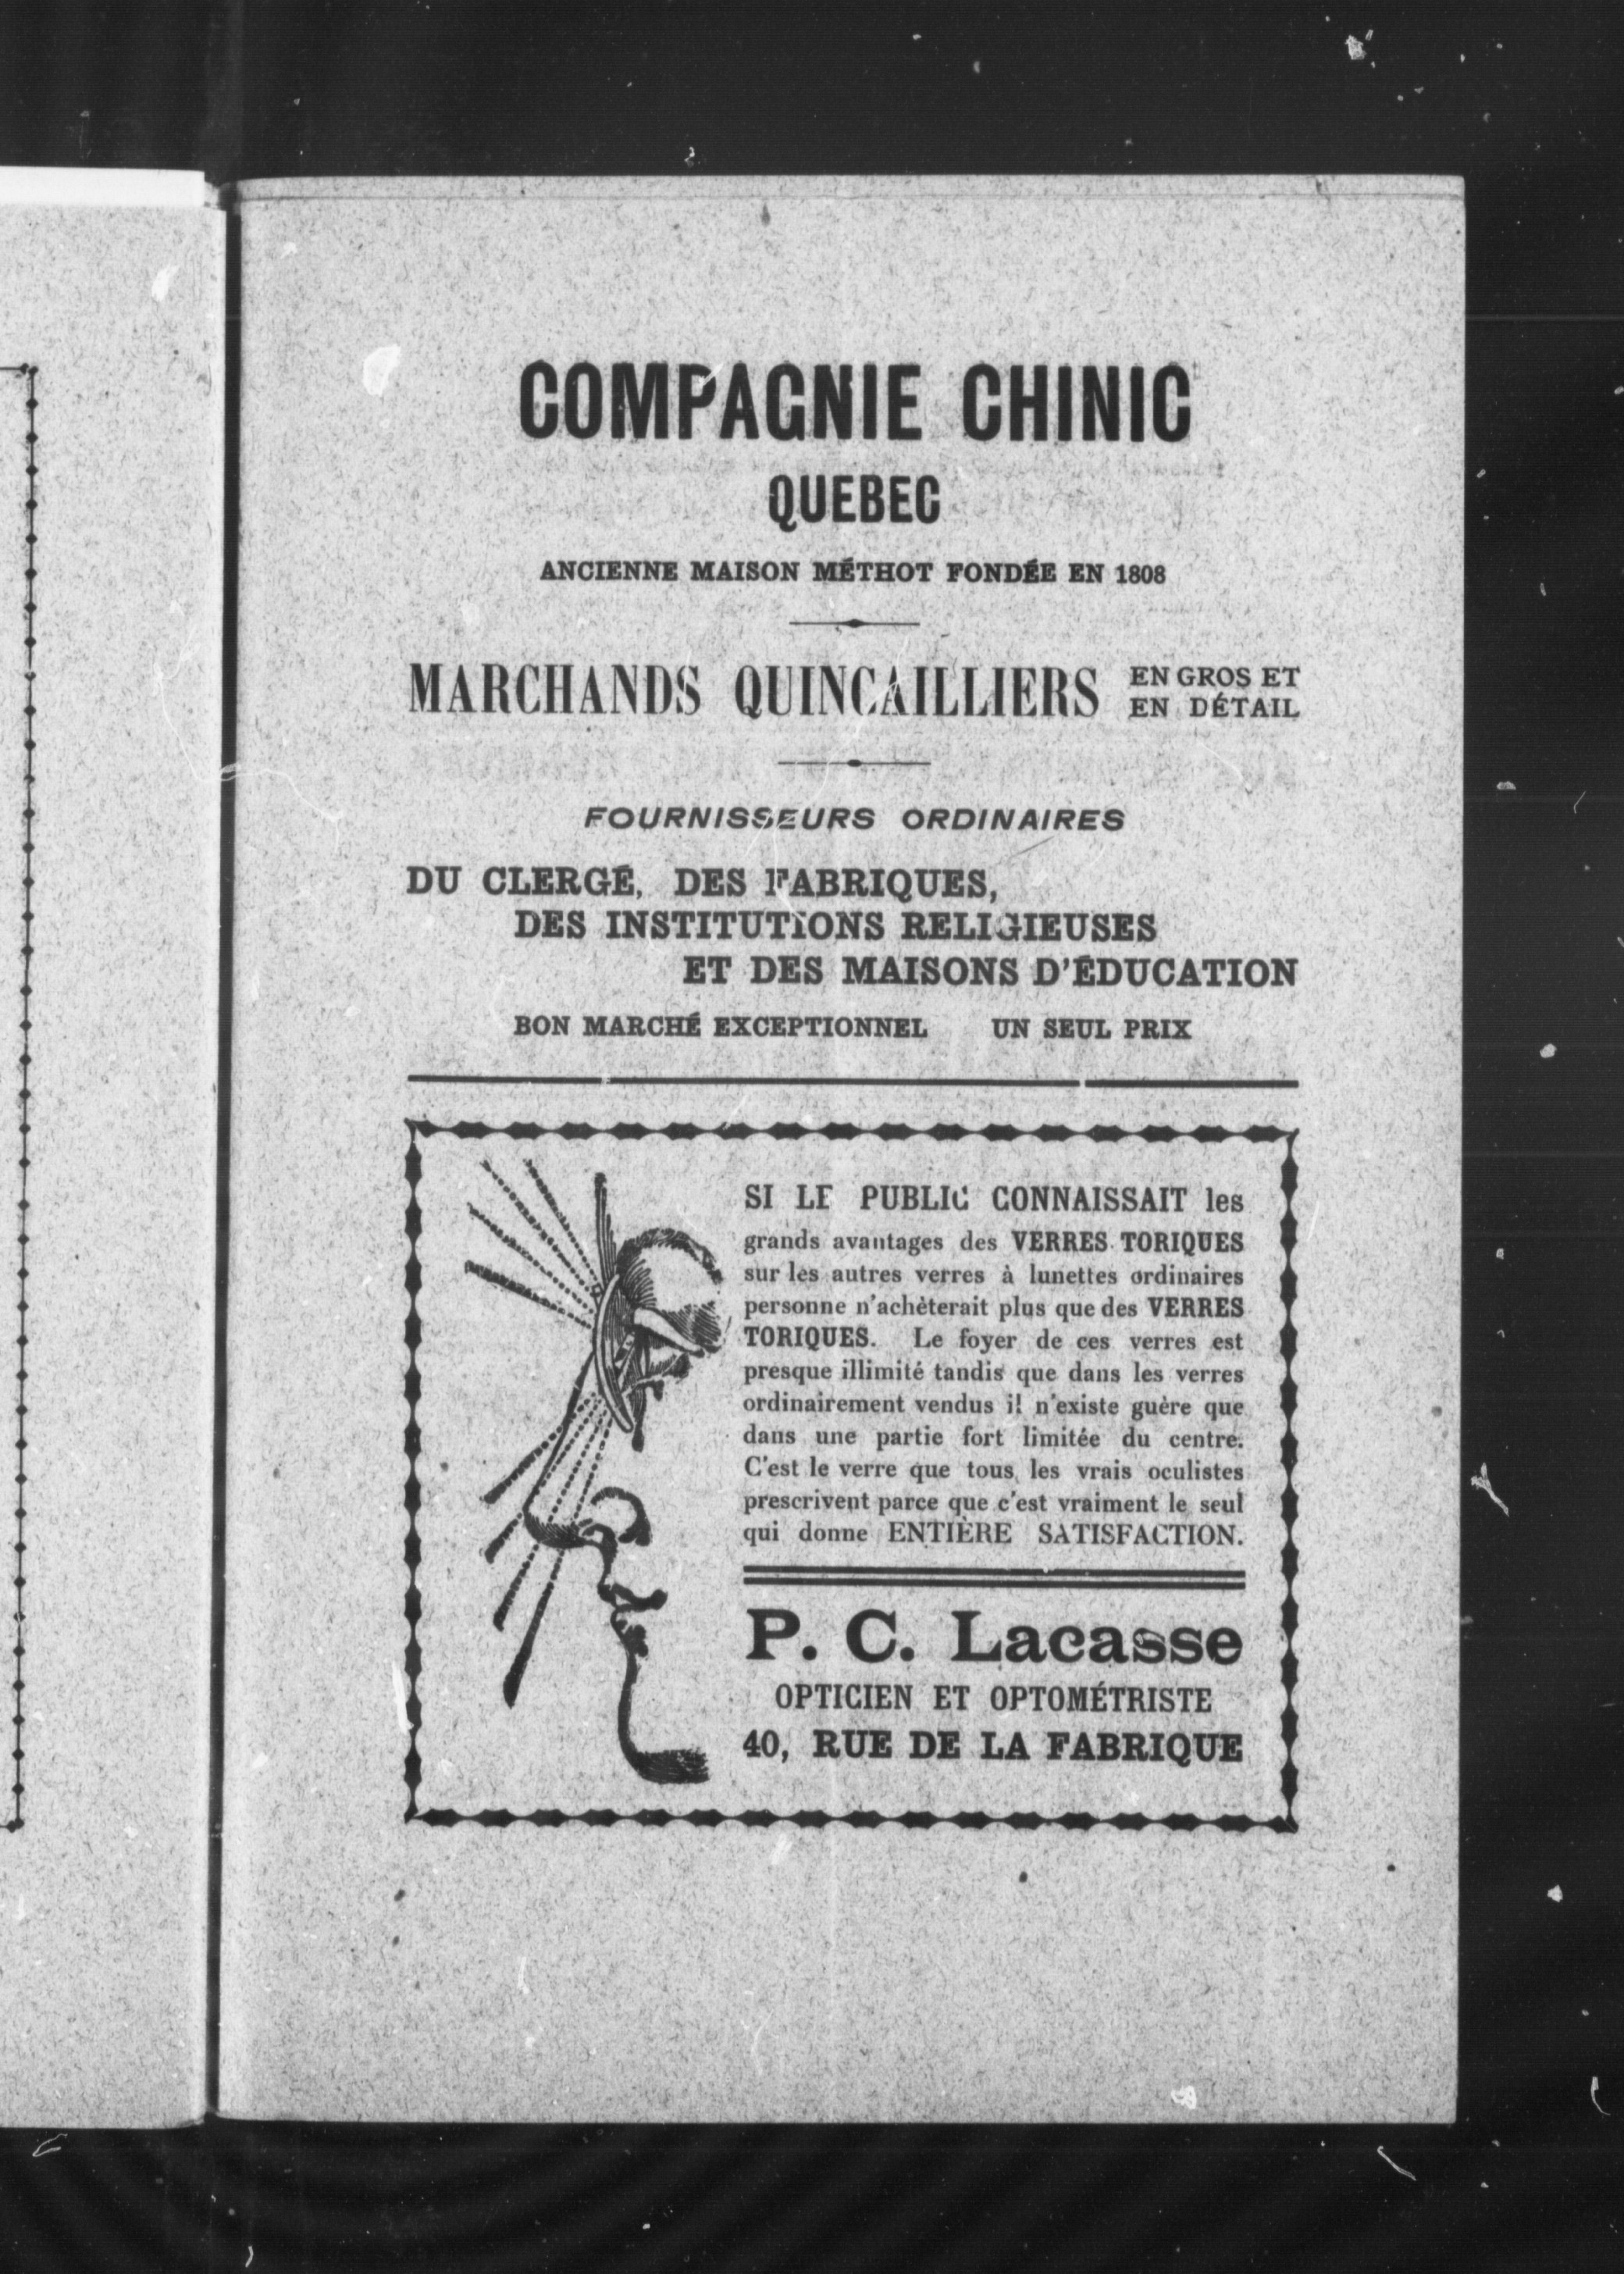 COMPAGNIE CHINIC
QUEBEC
ANCIENNE MAISON MÉTHOT FONDÉE EN 1808
MARCHANDS QUINCAILLIERS EN GROS ET
EN DÉTAIL
FOURNISSEURS ORDINAIRES
DU CLERGÉ, DES FABRIQUES,
DES INSTITUTIONS RELIGIEUSES
ET DES MAISONS D'ÉDUCATION
BON MARCHÉ EXCEPTIONNEL UN SEUL PRIX
SI LE PUBLIC CONNAISSAIT les
grands avantages des VERRES TORIQUES
sur les autres verres à lunettes ordinaires
personne n'achèterait plus que des VERRES
TORIQUES. Le foyer de ces verres est
presque illimité tandis que dans les verres
ordinairement vendus il n'existe guère que
dans une partie fort limitée du centre.
C'est le verre que tous les vrais oculistes
prescrivent parce que c'est vraiment le seul
qui donne ENTIÈRE SATISFACTION.
P. C. Lacasse
OPTICIEN ET OPTOMÉTRISTE
40, RUE DE LA FABRIQUE